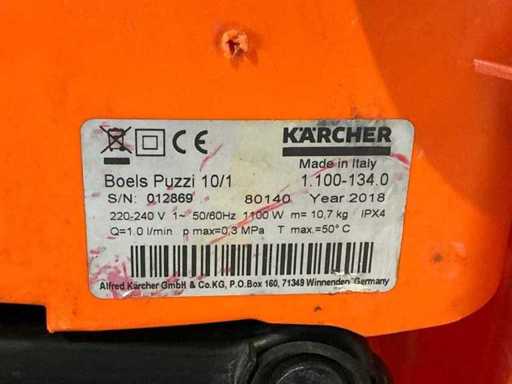 CE KÄRCHER
Made in Italy
Boels Puzzi 10/1 1.100-134.0
S/N: 012869 80140 Year 2018
220-240 V 1~ 50/60Hz 1100 W m= 10,7 kg IPX4
Q=1.0 l/min p max=0,3 MPa T max.=50° C
Alfred Kärcher GmbH & Co.KG, P.O.Box 160, 71349 Winnenden, Germany